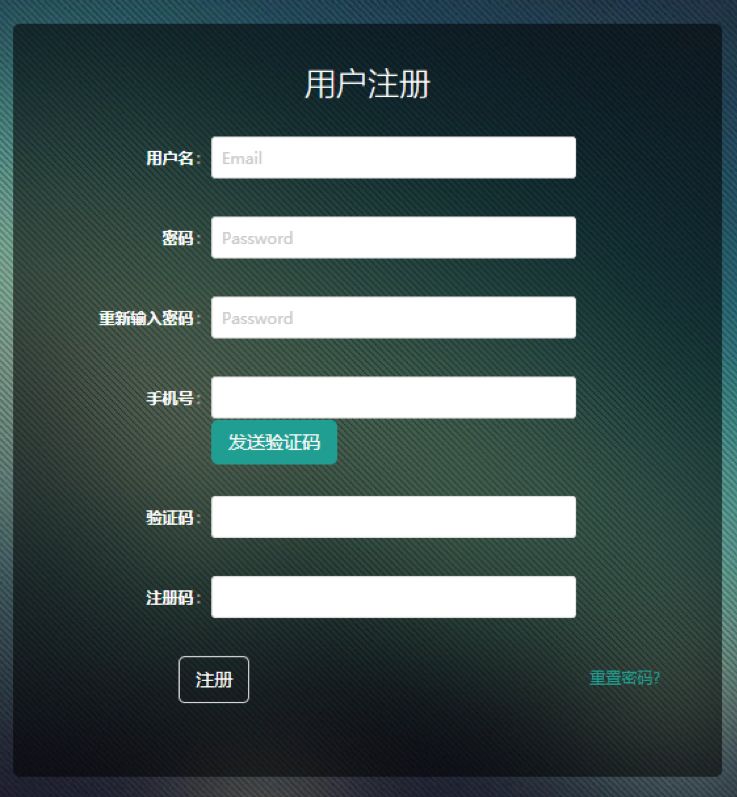 用户注册
用户名： Email
密码： Password
重新输入密码： Password
手机号：
发送验证码
验证码：
注册码：
注册 重置密码?